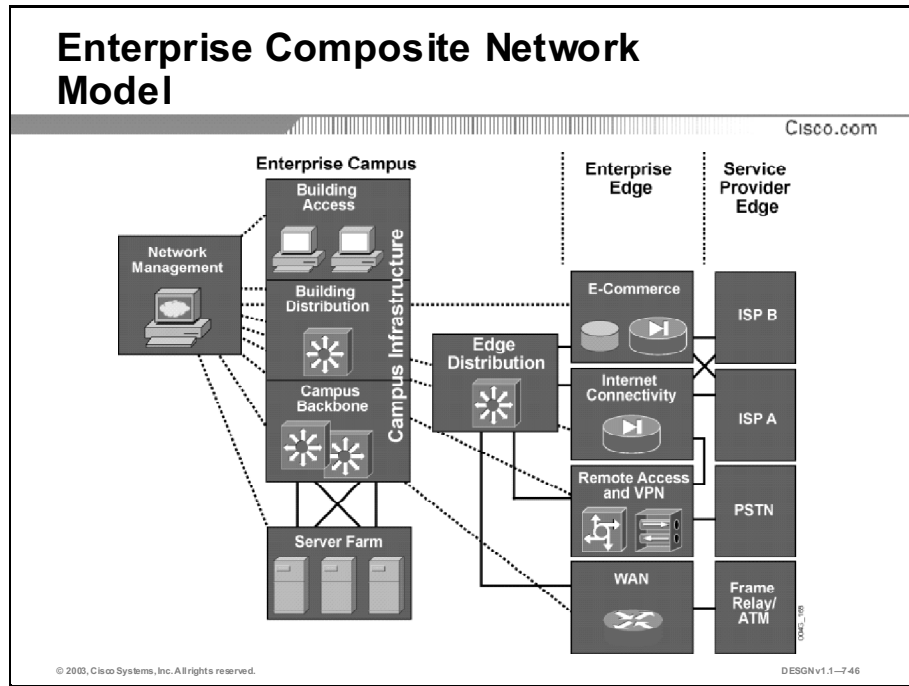 Enterprise Composite Network
Model
Cisco.com
Enterprise Campus
Building
Access
Network
Management
Building
Distribution
Campus
Backbone
Campus Infrastructure
Server Farm
Edge
Distribution
Enterprise
Edge
E-Commerce
Internet
Connectivity
Remote Access
and VPN
WAN
Service
Provider
Edge
ISP B
ISP A
PSTN
Frame
Relay/
ATM
© 2003, Cisco Systems, Inc. All rights reserved.
DESGN v1.1—7-46